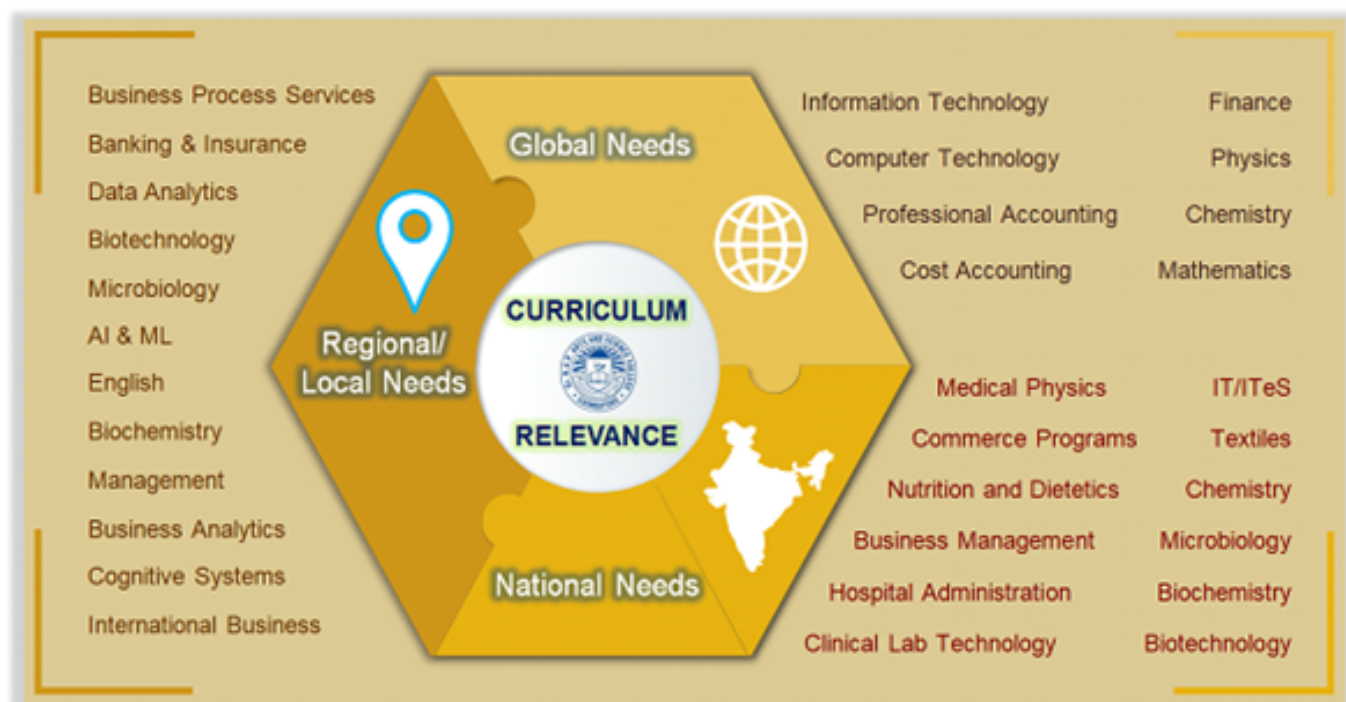 Business Process Services
Banking & Insurance
Data Analytics
Biotechnology
Microbiology
AI & ML
English
Biochemistry
Management
Business Analytics
Cognitive Systems
International Business
Global Needs
Regional/
Local Needs
CURRICULUM
RELEVANCE
National Needs
Information Technology Finance
Computer Technology Physics
Professional Accounting Chemistry
Cost Accounting Mathematics
Medical Physics IT/ITeS
Commerce Programs Textiles
Nutrition and Dietetics Chemistry
Business Management Microbiology
Hospital Administration Biochemistry
Clinical Lab Technology Biotechnology